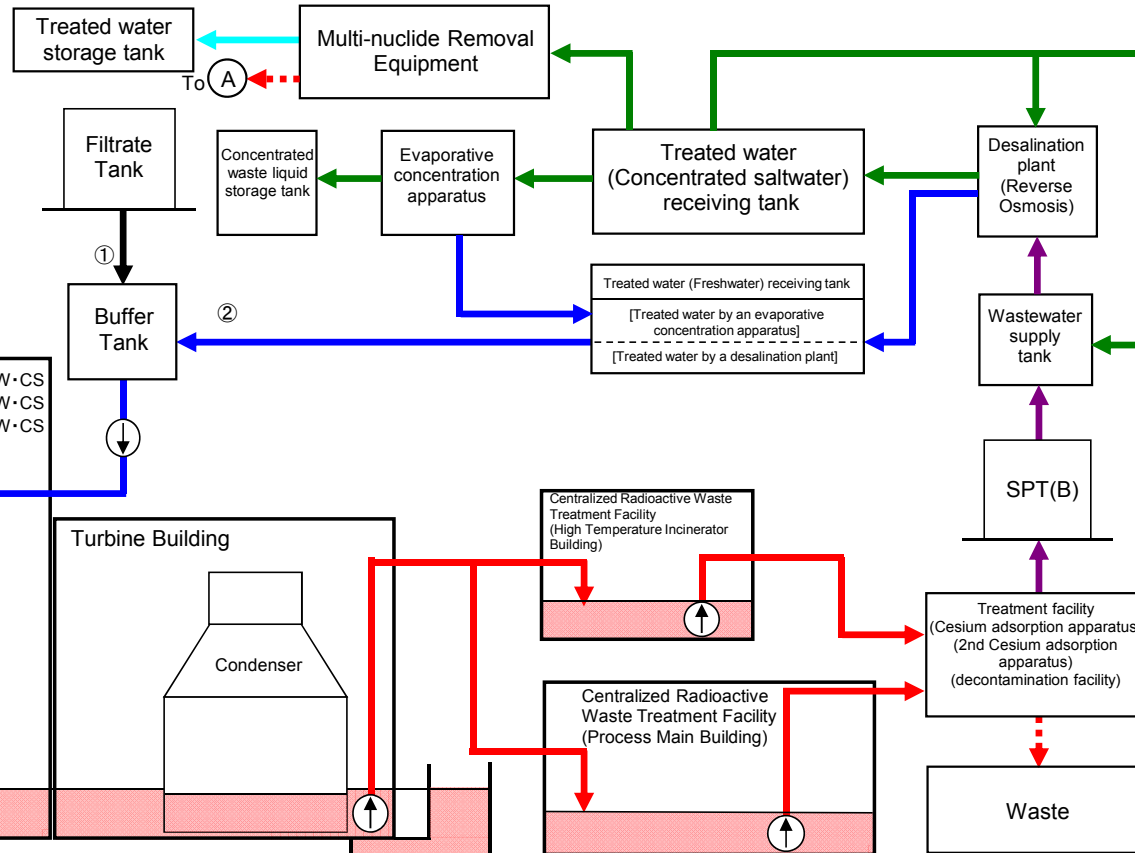 Treated water
storage tank
Multi-nuclide Removal
Equipment
To
A
Filtrate
Tank
Concentrated
waste liquid
storage tank
Evaporative
concentration
apparatus
Treated water
(Concentrated saltwater)
receiving tank
Desalination
plant
(Reverse
Osmosis)
①
②
Buffer
Tank
Treated water (Freshwater) receiving tank
[Treated water by an evaporative
concentration apparatus]
[Treated water by a desalination plant]
Wastewater
supply
tank
W・CS
W・CS
W・CS
SPT(B)
Turbine Building
Condenser
Centralized Radioactive Waste
Treatment Facility
(High Temperature Incinerator
Building)
Treatment facility
(Cesium adsorption apparatus
(2nd Cesium adsorption
apparatus)
(decontamination facility)
Centralized Radioactive
Waste Treatment Facility
(Process Main Building)
Waste